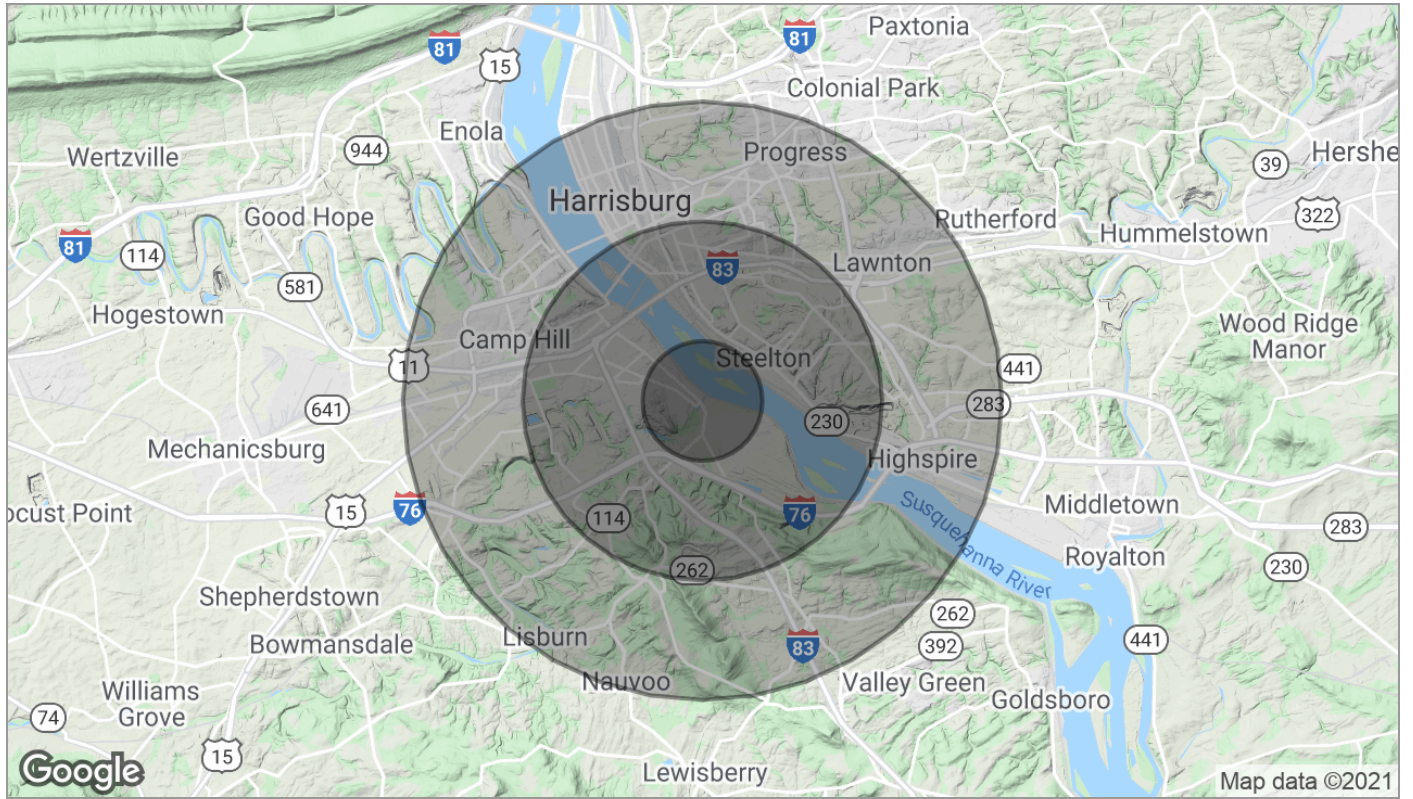 Paxtonia
81
81
15
Colonial Park
Enola
944
Progress
Wertzville
39
Hershe
Harrisburg
Good Hope
Rutherford
322
Hummelstown
81
114
83
Lawnton
581
Hogestown
Wood Ridge
Manor
Camp Hill
Steelton
11
441
641
283
230
Mechanicsburg
Highspire
ocust Point
15
76
114
76
Susquehanna River
Middletown
283
Royalton
262
230
Shepherdstown
262
Bowmansdale
Lisburn
83
392
441
Williams
Grove
Nauvoo
Valley Green
Goldsboro
74
15
Lewisberry
Google
Map data ©2021